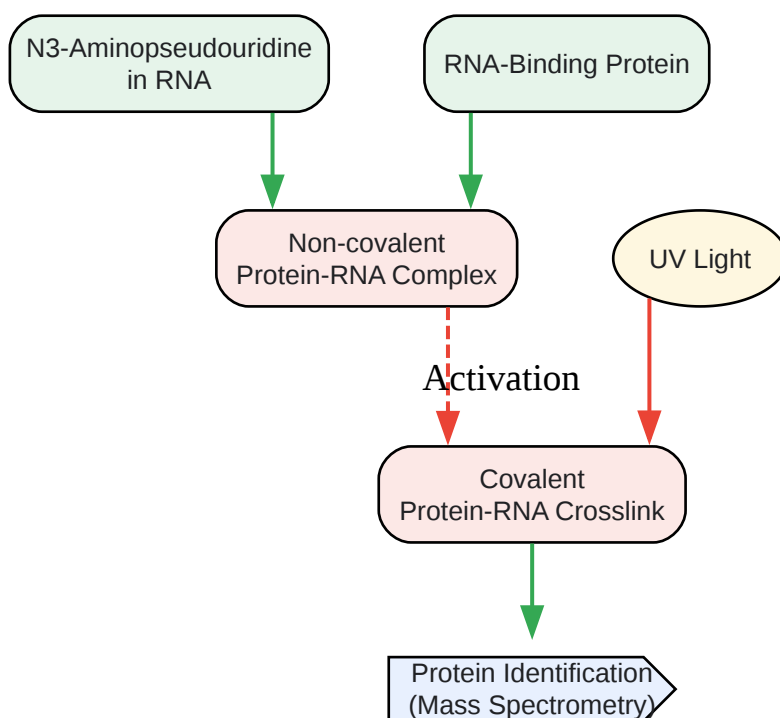 N3-Aminopseudouridine
in RNA
RNA-Binding Protein
Non-covalent
Protein-RNA Complex
UV Light
Activation
Covalent
Protein-RNA Crosslink
Protein Identification
(Mass Spectrometry)